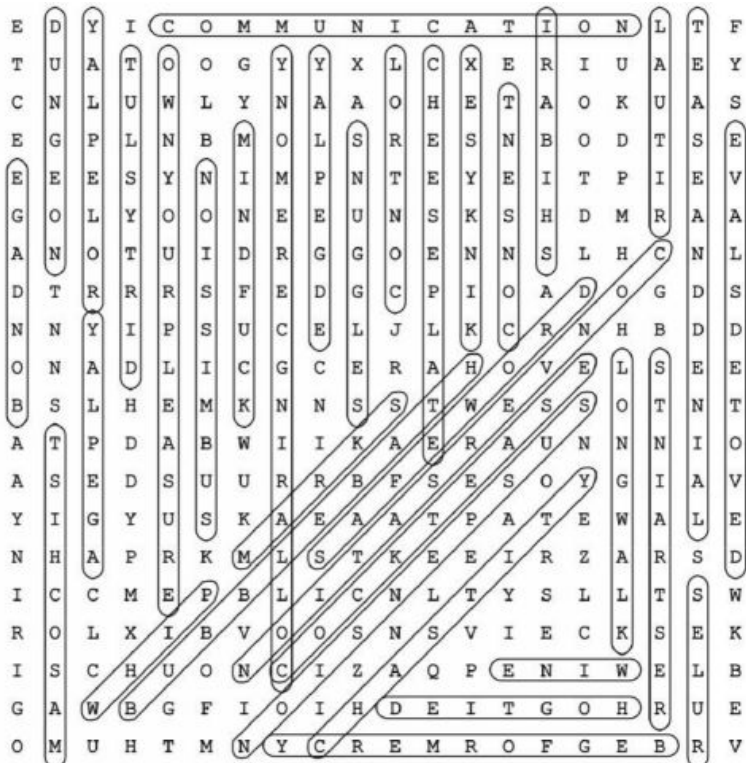 E D Y I C O M M U N I C A T I O N L T F
T U A T O O G Y Y X L C X E R I U A E Y
C N L U W L Y N A A O H E T A O K U A S
E G P L N B M O L S R E S N B O D T S E
E E E S Y N I M P N T E Y E I T P I E V
G O L Y O O N E E U N S K S H D M R A A
A N O T U I D R G G O E N N S L H C N L
D T R R R S F E D G C P I O A D O G D S
N N Y I P S U C E L J L K C R N H B D D
O N A D L I C G C E R A H O V E L S E E
B S L H E M K N N S S T W E S S O T N T
A T P D A B W I I K A E R A U N N N I O
A S E D S U U R R B F S E S O Y G I A V
Y I G Y U S K A E A A T P A T E W A L E
N H A P R K M L S T K E E I R Z A R S D
I C C M E P B L I C N L T Y S L L T S W
R O L X I B V O O S N S V I E C K S E K
I S C H U O N C I Z A Q P E N I W E L B
G A W B G F I O I H D E I T G O H R U E
O M U H T M N Y C R E M R O F G E B R V